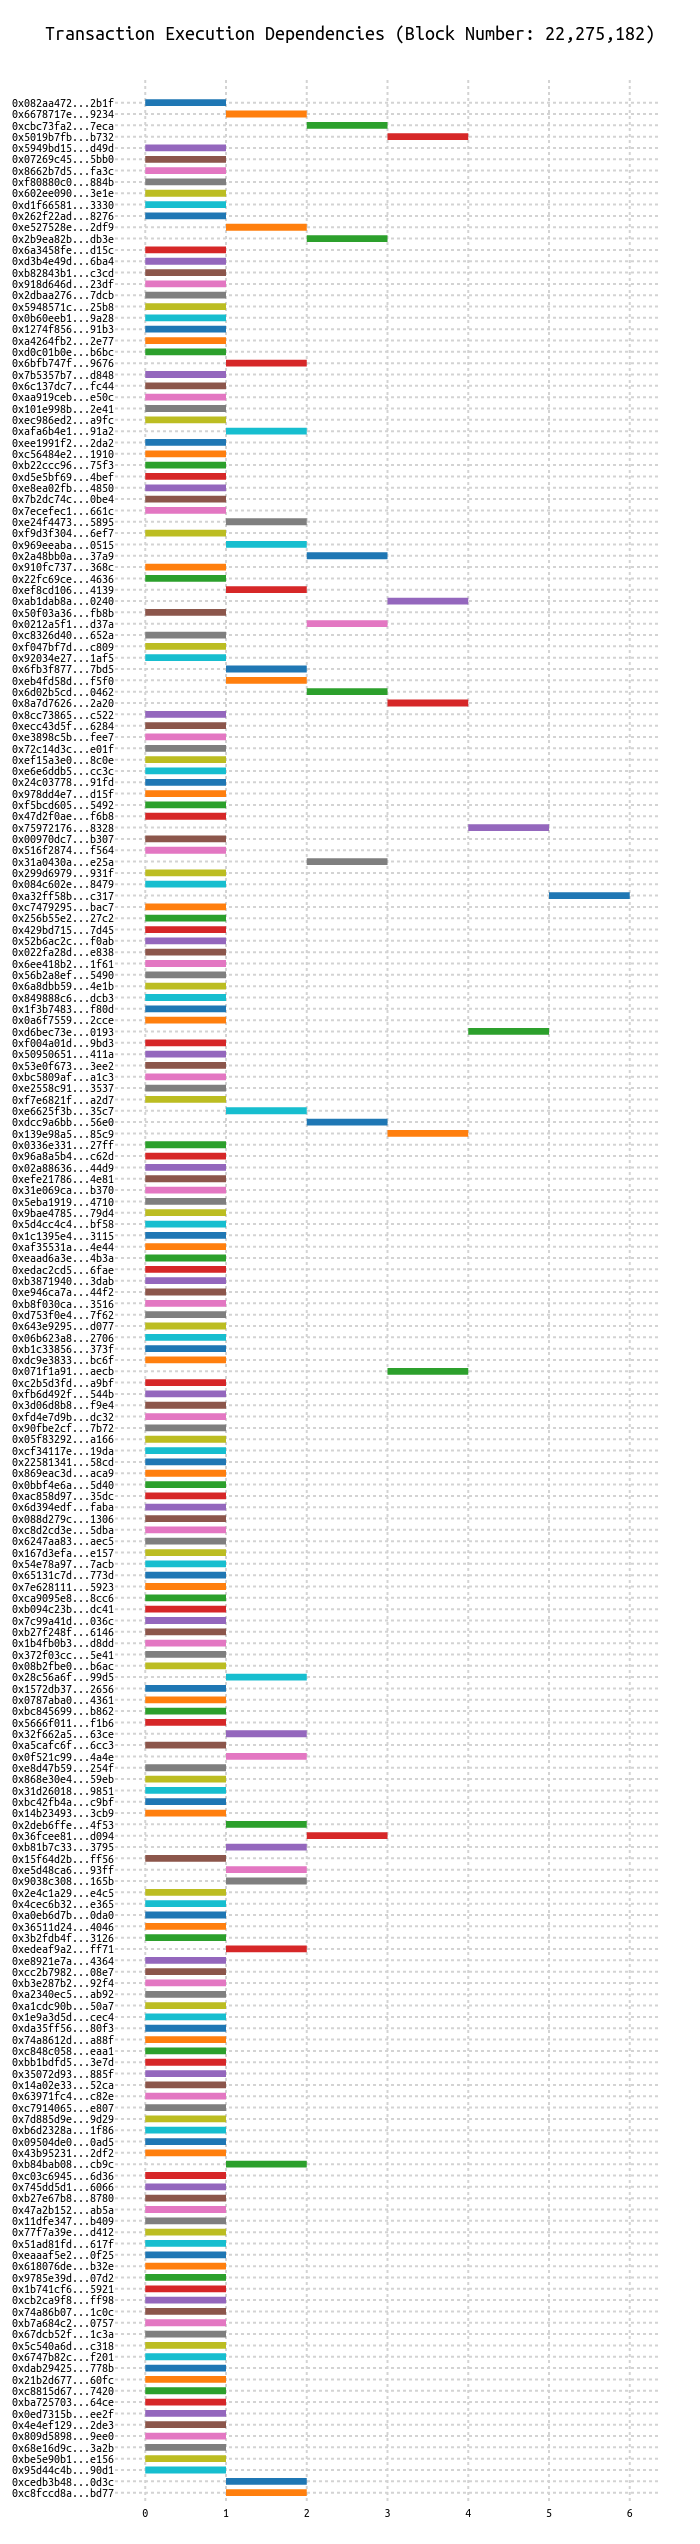 Transaction Execution Dependencies (Block Number: 22,275,182)
0x082aa472...2b1f
0x6678717e...9234
0xcbc73fa2...7eca
0x5019b7fb...b732
0x5949bd15...d49d
0x07269c45...5bb0
0x8662b7d5...fa3c
0xf80880c0...884b
0x602ee090...3e1e
0xd1f66581...3330
0x262f22ad...8276
0xe527528e...2df9
0x2b9ea82b...db3e
0x6a3458fe...d15c
0xd3b4e49d...6ba4
0xb82843b1...c3cd
0x918d646d...23df
0x2dbaa276...7dcb
0x5948571c...25b8
0x0b60eeb1...9a28
0x1274f856...91b3
0xa4264fb2...2e77
0xd0c01b0e...b6bc
0x6bfb747f...9676
0x7b5357b7...d848
0x6c137dc7...fc44
0xaa919ceb...e50c
0x101e998b...2e41
0xec986ed2...a9fc
0xafa6b4e1...91a2
0xee1991f2...2da2
0xc56484e2...1910
0xb22ccc96...75f3
0xd5e5bf69...4bef
0xe8ea02fb...4850
0x7b2dc74c...0be4
0x7ecefec1...661c
0xe24f4473...5895
0xf9d3f304...6ef7
0x969eeaba...0515
0x2a48bb0a...37a9
0x910fc737...368c
0x22fc69ce...4636
0xef8cd106...4139
0xab1dab8a...0240
0x50f03a36...fb8b
0x0212a5f1...d37a
0xc8326d40...652a
0xf047bf7d...c809
0x92034e27...1af5
0x6fb3f877...7bd5
0xeb4fd58d...f5f0
0x6d02b5cd...0462
0x8a7d7626...2a20
0x8cc73865...c522
0xecc43d5f...6284
0xe3898c5b...fee7
0x72c14d3c...e01f
0xef15a3e0...8c0e
0xe6e6ddb5...cc3c
0x24c03778...91fd
0x978dd4e7...d15f
0xf5bcd605...5492
0x47d2f0ae...f6b8
0x75972176...8328
0x00970dc7...b307
0x516f2874...f564
0x31a0430a...e25a
0x299d6979...931f
0x084c602e...8479
0xa32ff58b...c317
0xc7479295...bac7
0x256b55e2...27c2
0x429bd715...7d45
0x52b6ac2c...f0ab
0x022fa28d...e838
0x6ee418b2...1f61
0x56b2a8ef...5490
0x6a8dbb59...4e1b
0x849888c6...dcb3
0x1f3b7483...f80d
0x0a6f7559...2cce
0xd6bec73e...0193
0xf004a01d...9bd3
0x50950651...411a
0x53e0f673...3ee2
0xbc5809af...a1c3
0xe2558c91...3537
0xf7e6821f...a2d7
0xe6625f3b...35c7
0xdcc9a6bb...56e0
0x139e98a5...85c9
0x0336e331...27ff
0x96a8a5b4...c62d
0x02a88636...44d9
0xefe21786...4e81
0x31e069ca...b370
0x5eba1919...4710
0x9bae4785...79d4
0x5d4cc4c4...bf58
0x1c1395e4...3115
0xaf35531a...4e44
0xeaad6a3e...4b3a
0xedac2cd5...6fae
0xb3871940...3dab
0xe946ca7a...44f2
0xb8f030ca...3516
0xd753f0e4...7f62
0x643e9295...d077
0x06b623a8...2706
0xb1c33856...373f
0xdc9e3833...bc6f
0x071f1a91...aecb
0xc2b5d3fd...a9bf
0xfb6d492f...544b
0x3d06d8b8...f9e4
0xfd4e7d9b...dc32
0x90fbe2cf...7b72
0x05f83292...a166
0xcf34117e...19da
0x22581341...58cd
0x869eac3d...aca9
0x0bbf4e6a...5d40
0xac858d97...35dc
0x6d394edf...faba
0x088d279c...1306
0xc8d2cd3e...5dba
0x6247aa83...aec5
0x167d3efa...e157
0x54e78a97...7acb
0x65131c7d...773d
0x7e628111...5923
0xca9095e8...8cc6
0xb094c23b...dc41
0x7c99a41d...036c
0xb27f248f...6146
0x1b4fb0b3...d8dd
0x372f03cc...5e41
0x08b2fbe0...b6ac
0x28c56a6f...99d5
0x1572db37...2656
0x0787aba0...4361
0xbc845699...b862
0x5666f011...f1b6
0x32f662a5...63ce
0xa5cafc6f...6cc3
0x0f521c99...4a4e
0xe8d47b59...254f
0x868e30e4...59eb
0x31d26018...9851
0xbc42fb4a...c9bf
0x14b23493...3cb9
0x2deb6ffe...4f53
0x36fcee81...d094
0xb81b7c33...3795
0x15f64d2b...ff56
0xe5d48ca6...93ff
0x9038c308...165b
0x2e4c1a29...e4c5
0x4cec6b32...e365
0xa0eb6d7b...0da0
0x36511d24...4046
0x3b2fdb4f...3126
0xedeaf9a2...ff71
0xe8921e7a...4364
0xcc2b7982...08e7
0xb3e287b2...92f4
0xa2340ec5...ab92
0xa1cdc90b...50a7
0x1e9a3d5d...cec4
0xda35ff56...80f3
0x74a8612d...a88f
0xc848c058...eaa1
0xbb1bdfd5...3e7d
0x35072d93...885f
0x14a02e33...52ca
0x63971fc4...c82e
0xc7914065...e807
0x7d885d9e...9d29
0xb6d2328a...1f86
0x09504de0...0ad5
0x43b95231...2df2
0xb84bab08...cb9c
0xc03c6945...6d36
0x745dd5d1...6066
0xb27e67b8...8780
0x47a2b152...ab5a
0x11dfe347...b409
0x77f7a39e...d412
0x51ad81fd...617f
0xeaaaf5e2...0f25
0x618076de...b32e
0x9785e39d...07d2
0x1b741cf6...5921
0xcb2ca9f8...ff98
0x74a86b07...1c0c
0xb7a684c2...0757
0x67dcb52f...1c3a
0x5c540a6d...c318
0x6747b82c...f201
0xdab29425...778b
0x21b2d677...60fc
0xc8815d67...7420
0xba725703...64ce
0x0ed7315b...ee2f
0x4e4ef129...2de3
0x809d5898...9ee0
0x68e16d9c...3a2b
0xbe5e90b1...e156
0x95d44c4b...90d1
0xcedb3b48...0d3c
0xc8fccd8a...bd77
0 1 2 3 4 5 6